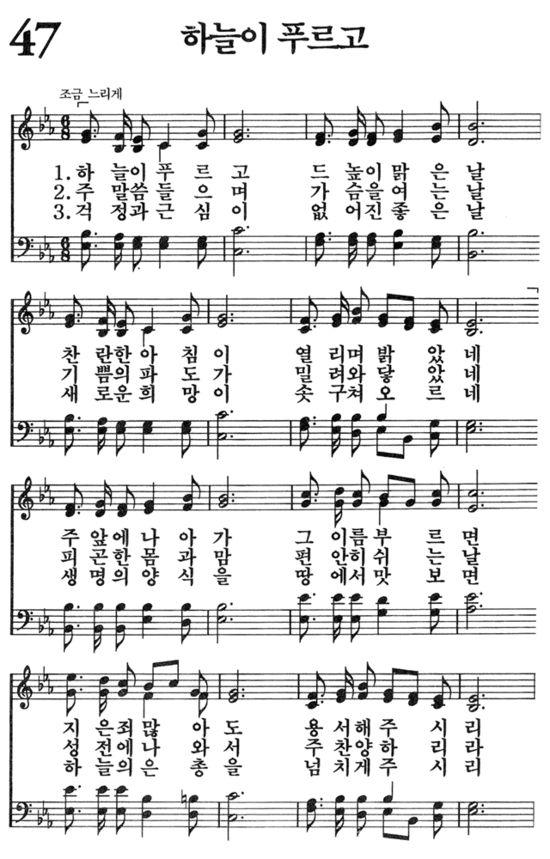 47 하늘이 푸르고
조금 느리게
1. 하 늘이 푸 르 고 드 높이 맑 은 날
2. 주 말씀 들 으 며 가 슴을 여 는 날
3. 걱 정과 근 심 이 없 어진 좋 은 날
찬 란한 아 침 이 열 리며 밝 았 네
기 쁨의 파 도 가 밀 려와 닿 았 네
새 로운 희 망 이 솟 구쳐 오 르 네
주 앞에 나 아 가 그 이름 부 르 면
피 곤한 몸 과 맘 편 안히 쉬 는 날
생 명의 양 식 을 땅 에서 맛 보 면
지 은죄 많 아 도 용 서해 주 시 리
성 전에 나 와 서 주 찬양 하 리 라
하 늘의 은 총 을 넘 치게 주 시 리